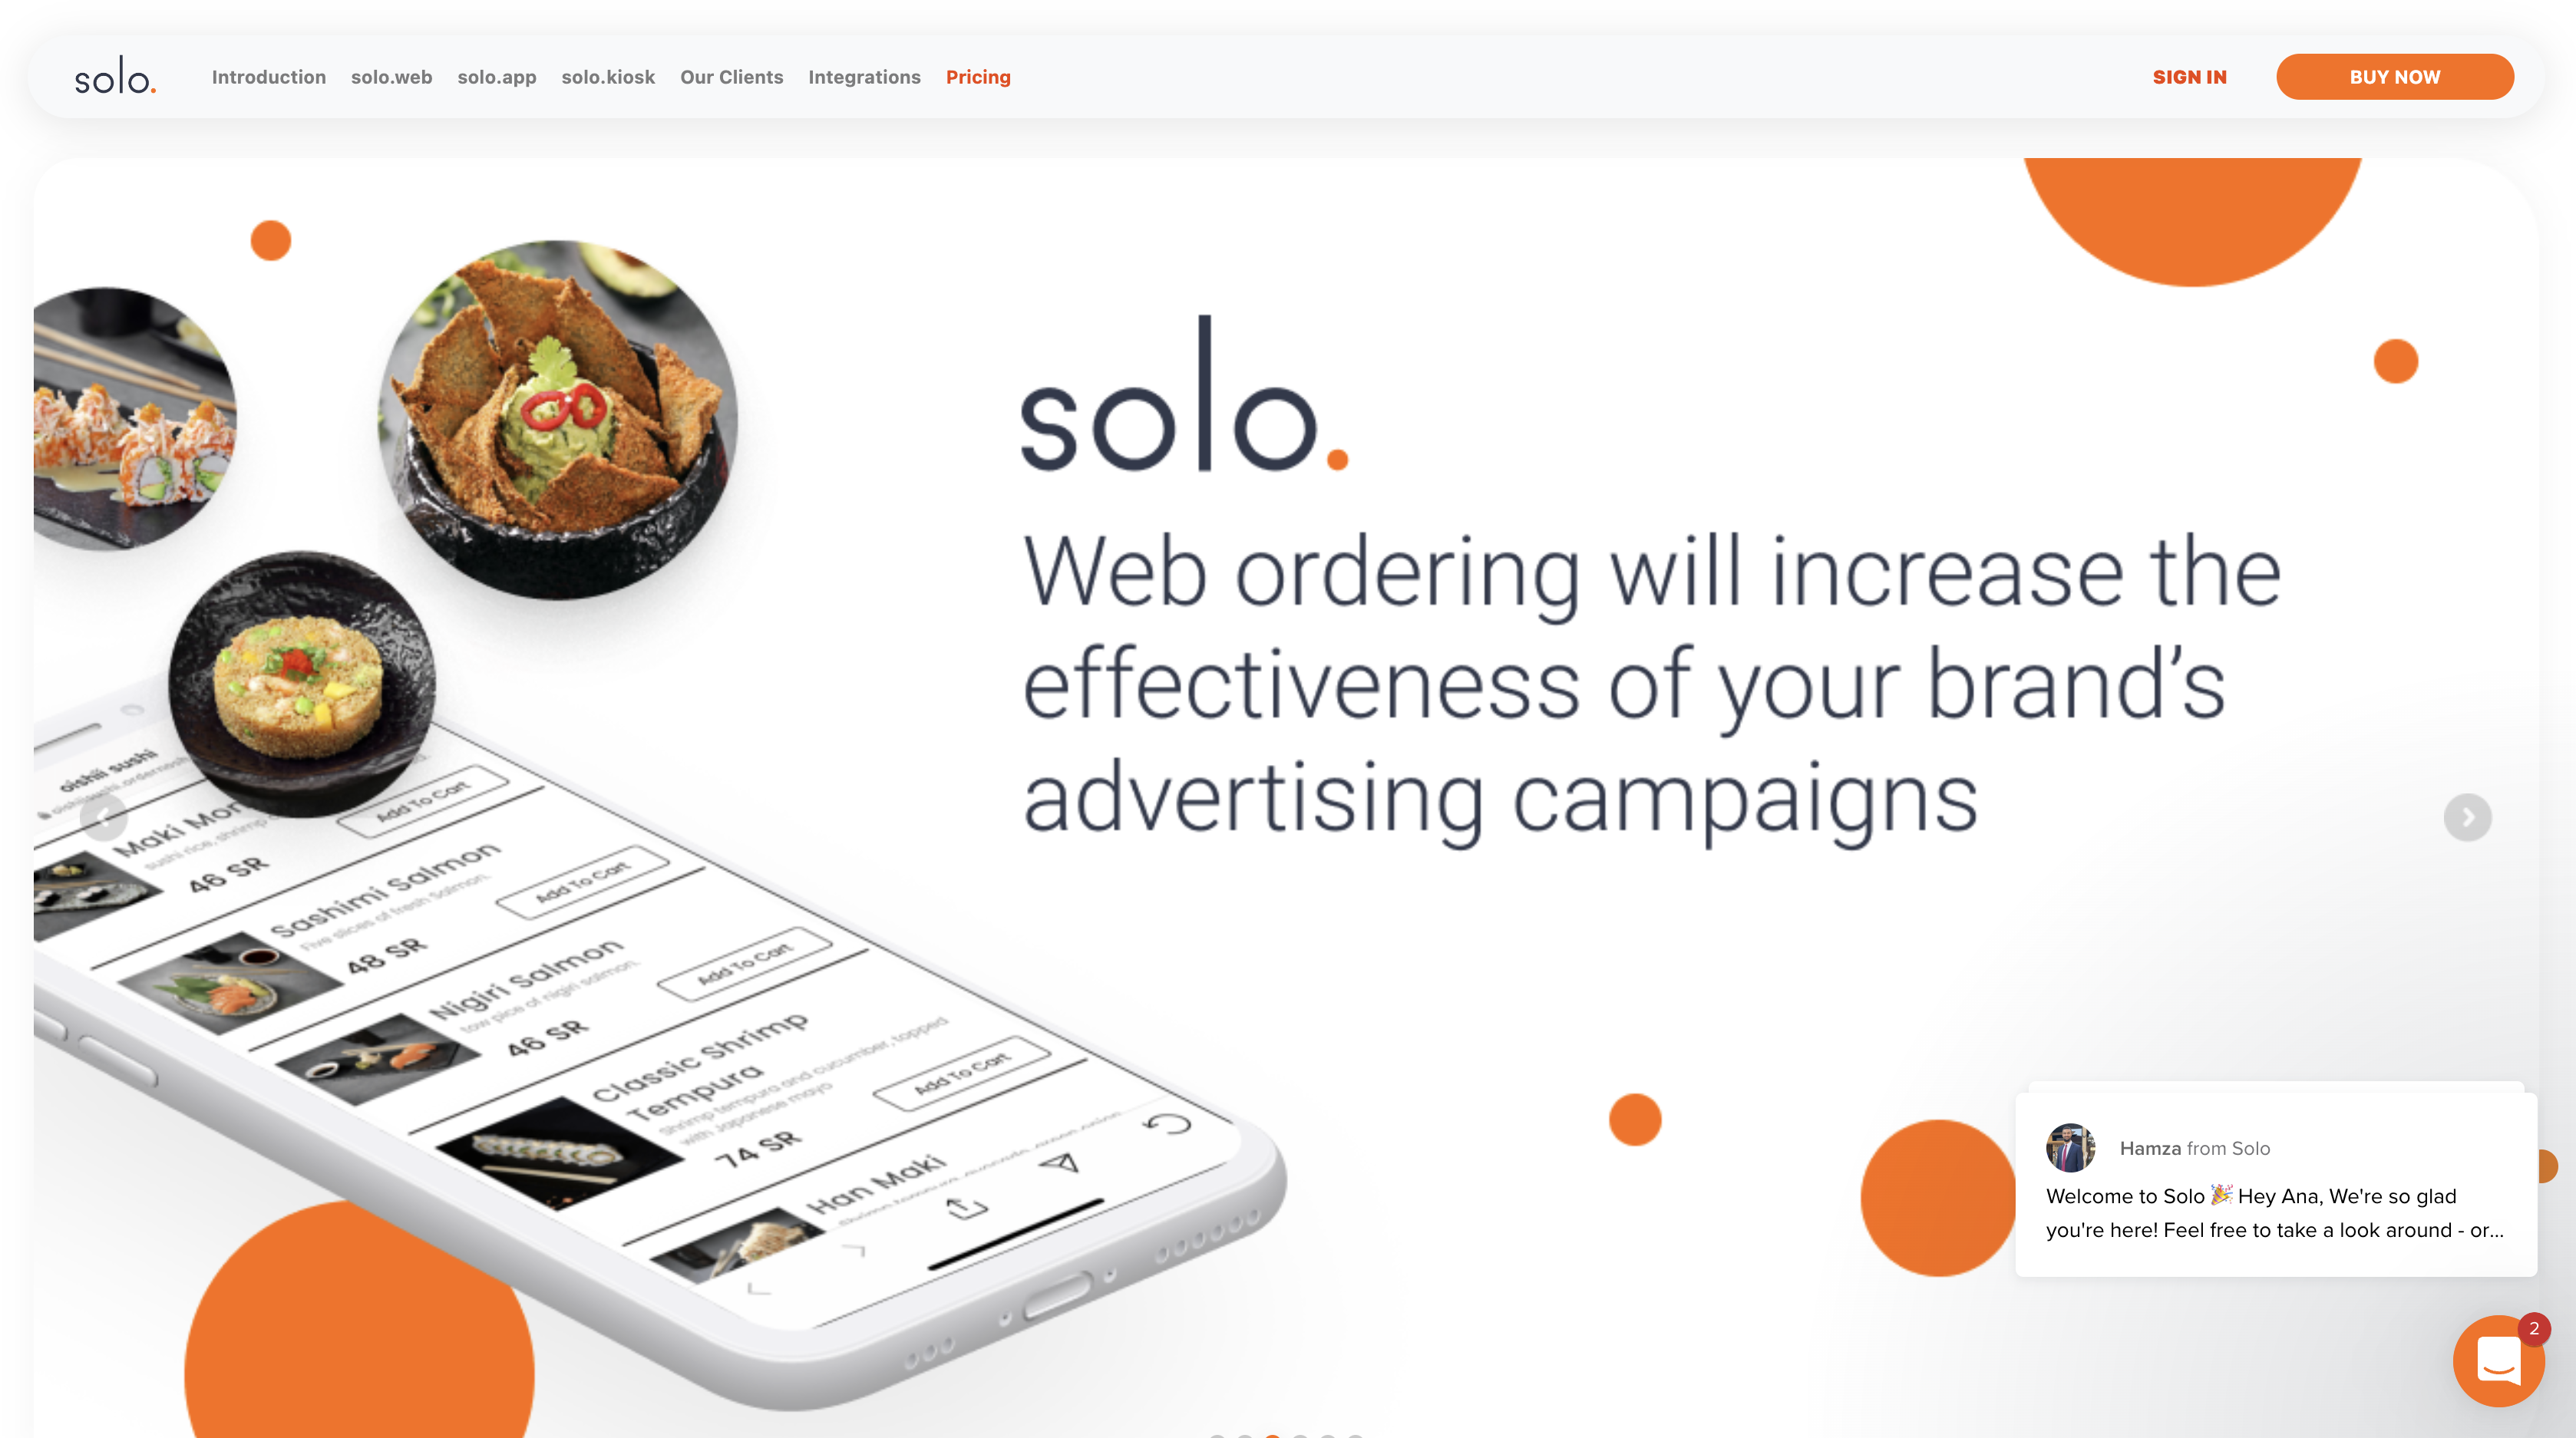 solo.
Introduction
solo.web
solo.app
solo.kiosk
Our Clients
Integrations
Pricing
SIGN IN
BUY NOW
solo.
Web ordering will increase the
effectiveness of your brand's
advertising campaigns
oishii sushi
Maki
sushi rice, shrimp
46 SR
Add To Cart
Sashimi Salmon
Five slices of fresh Salmon.
48 SR
Add To Cart
Nigiri Salmon
tow pice of nigiri salmon.
46 SR
Add To Cart
Classic Shrimp
Tempura
Shrimp tempura and cucumber, topped
with Japanese mayo
74 SR
Add To Cart
Han Maki
Hamza from Solo
Welcome to Solo 🎉 Hey Ana, We're so glad
you're here! Feel free to take a look around - or...
2